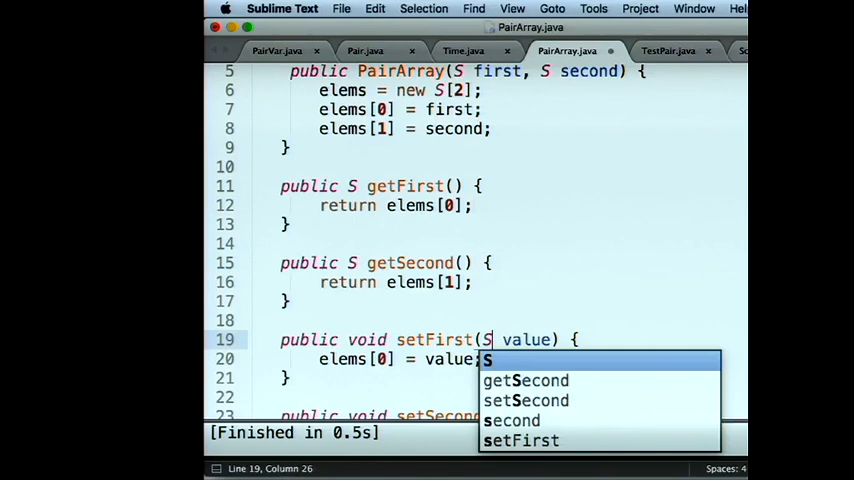 Sublime Text File Edit Selection Find View Goto Tools Project Window
PairArray.java
PairVar.java × Pair.java × Time.java × PairArray.java TestPair.java ×
5 public PairArray(S first, S second) {
6 elems = new S[2];
7 elems[0] = first;
8 elems[1] = second;
9 }
10
11 public S getFirst() {
12 return elems[0];
13 }
14
15 public S getSecond() {
16 return elems[1];
17 }
18
19 public void setFirst(S value) {
20 elems[0] = value;
S
21 }
getSecond
setSecond
22
second
23 public void setSecond
setFirst
[Finished in 0.5s]
Line 19, Column 26 Spaces: 4